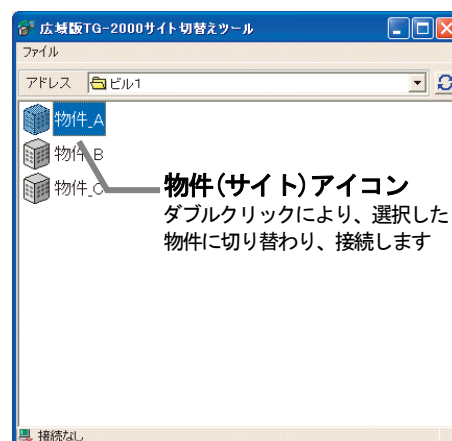 広域版TG-2000サイト切替えツール
ファイル
アドレス ビル1
物件_A
物件_B
物件_C
物件(サイト)アイコン
ダブルクリックにより、選択した
物件に切り替わり、接続します
接続なし